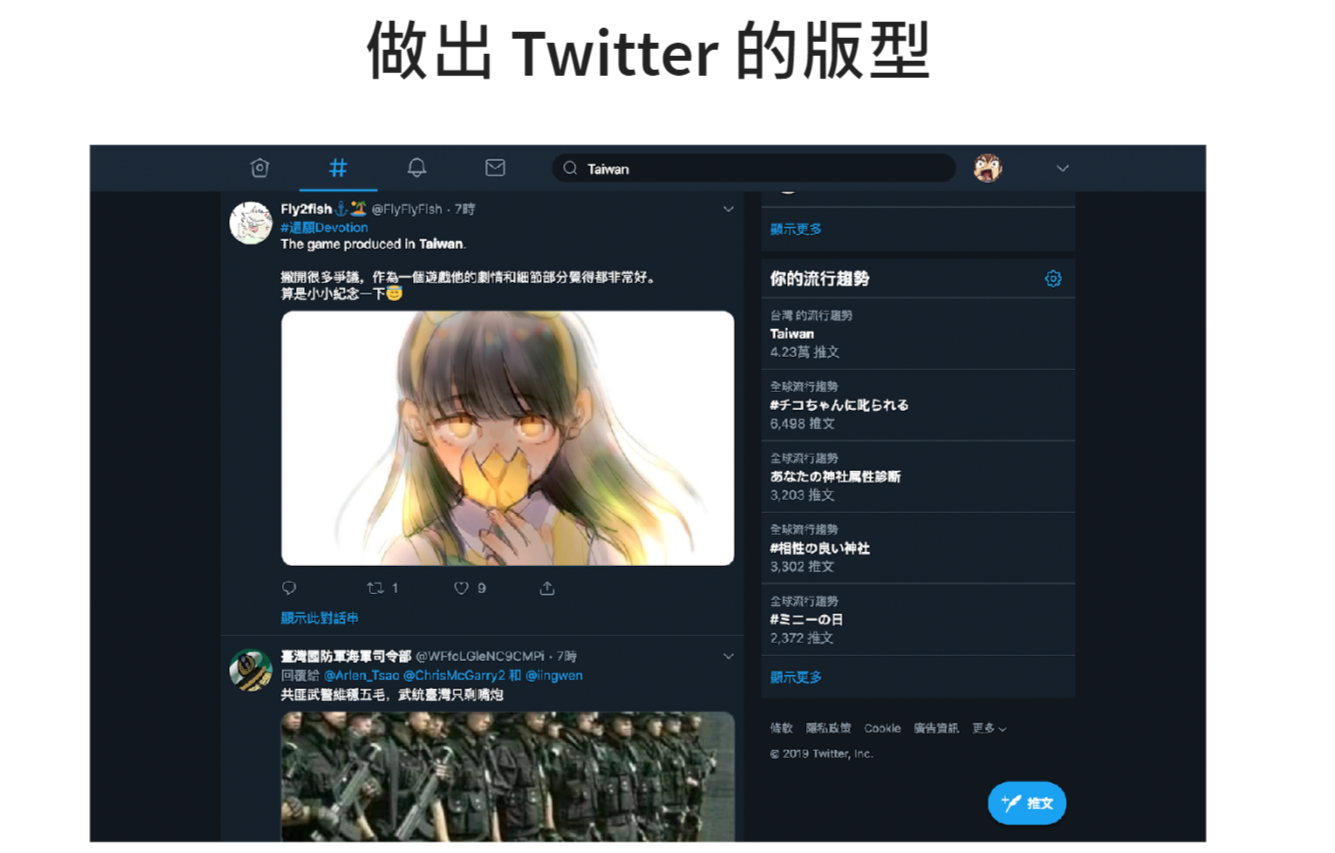 做出 Twitter 的版型
Taiwan
Fly2fish @FlyFlyFish · 7時
#還願Devotion
The game produced in Taiwan.
撇開很多爭議，作為一個遊戲他的劇情和細節部分覺得都非常好。
算是小小紀念一下
1
9
顯示此對話串
臺灣國防軍海軍司令部 @WFfoLGleNC9CMPi · 7時
回覆給 @Arlen_Tsao @ChrisMcGarry2 和 @iingwen
共匪武警維穩五毛，武統臺灣只剩嘴炮
顯示更多
你的流行趨勢
台灣 的流行趨勢
Taiwan
4.23萬 推文
全球流行趨勢
#チコちゃんに叱られる
6,498 推文
全球流行趨勢
あなたの神社属性診断
3,203 推文
全球流行趨勢
#相性の良い神社
3,302 推文
全球流行趨勢
#ミニーの日
2,372 推文
顯示更多
條款 隱私政策 Cookie 廣告資訊 更多
© 2019 Twitter, Inc.
推文